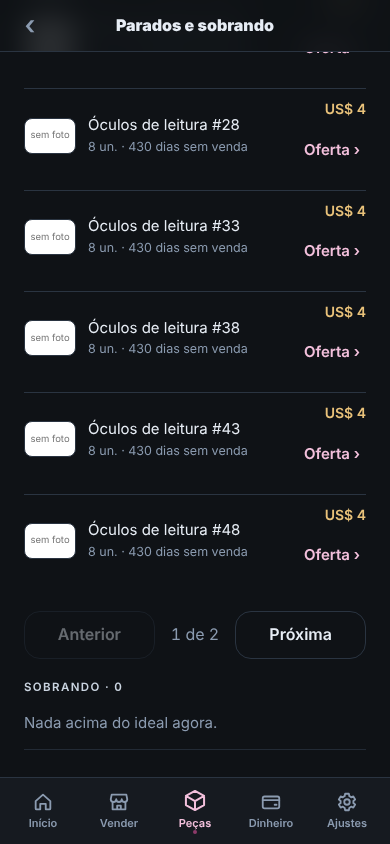 Parados e sobrando
Oferta
US$ 4
sem foto
Óculos de leitura #28
8 un. · 430 dias sem venda
Oferta ›
US$ 4
sem foto
Óculos de leitura #33
8 un. · 430 dias sem venda
Oferta ›
US$ 4
sem foto
Óculos de leitura #38
8 un. · 430 dias sem venda
Oferta ›
US$ 4
sem foto
Óculos de leitura #43
8 un. · 430 dias sem venda
Oferta ›
US$ 4
sem foto
Óculos de leitura #48
8 un. · 430 dias sem venda
Oferta ›
Anterior 1 de 2 Próxima
SOBRANDO · 0
Nada acima do ideal agora.
Início Vender Peças Dinheiro Ajustes